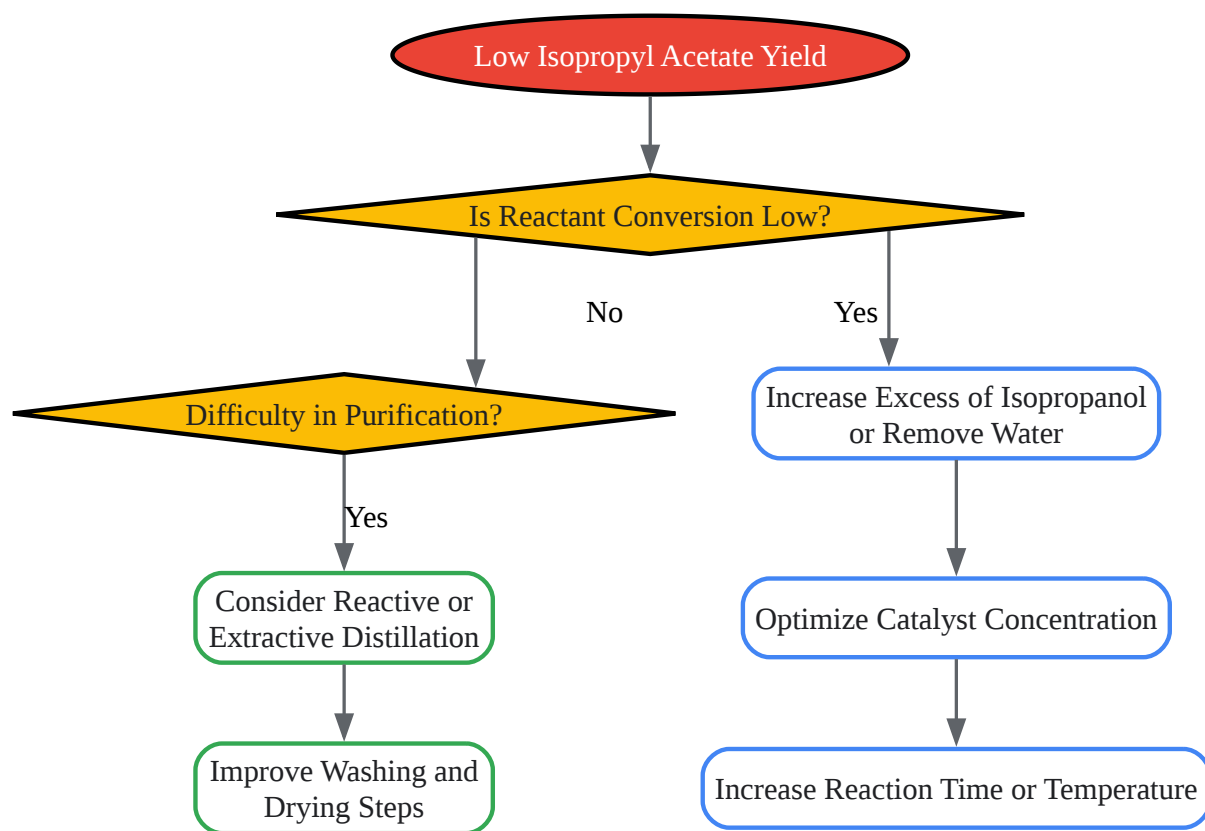 Low Isopropyl Acetate Yield
Is Reactant Conversion Low?
No
Yes
Difficulty in Purification?
Increase Excess of Isopropanol
or Remove Water
Yes
Consider Reactive or
Extractive Distillation
Optimize Catalyst Concentration
Improve Washing and
Drying Steps
Increase Reaction Time or Temperature